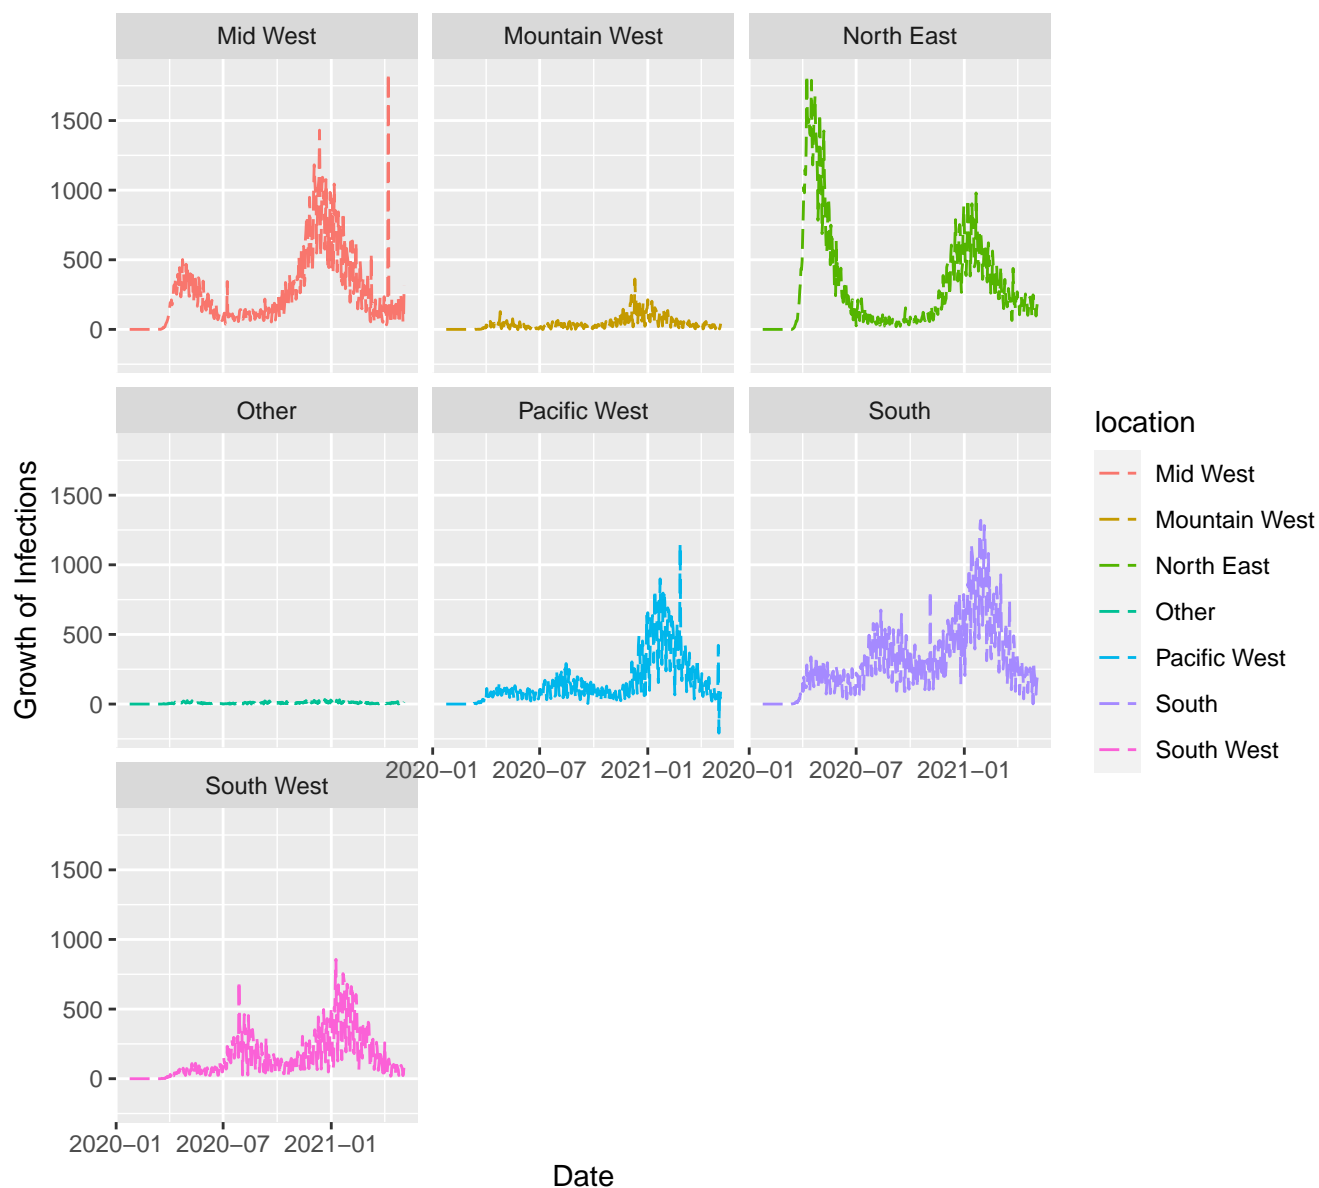 Mid West
Mountain West
North East
1500
1000
500
0
Other
Pacific West
South
1500
1000
500
0
2020−01
2020−07
2021−01
2020−01
2020−07
2021−01
South West
1500
1000
500
0
2020−01
2020−07
2021−01
Date
Growth of Infections
location
Mid West
Mountain West
North East
Other
Pacific West
South
South West